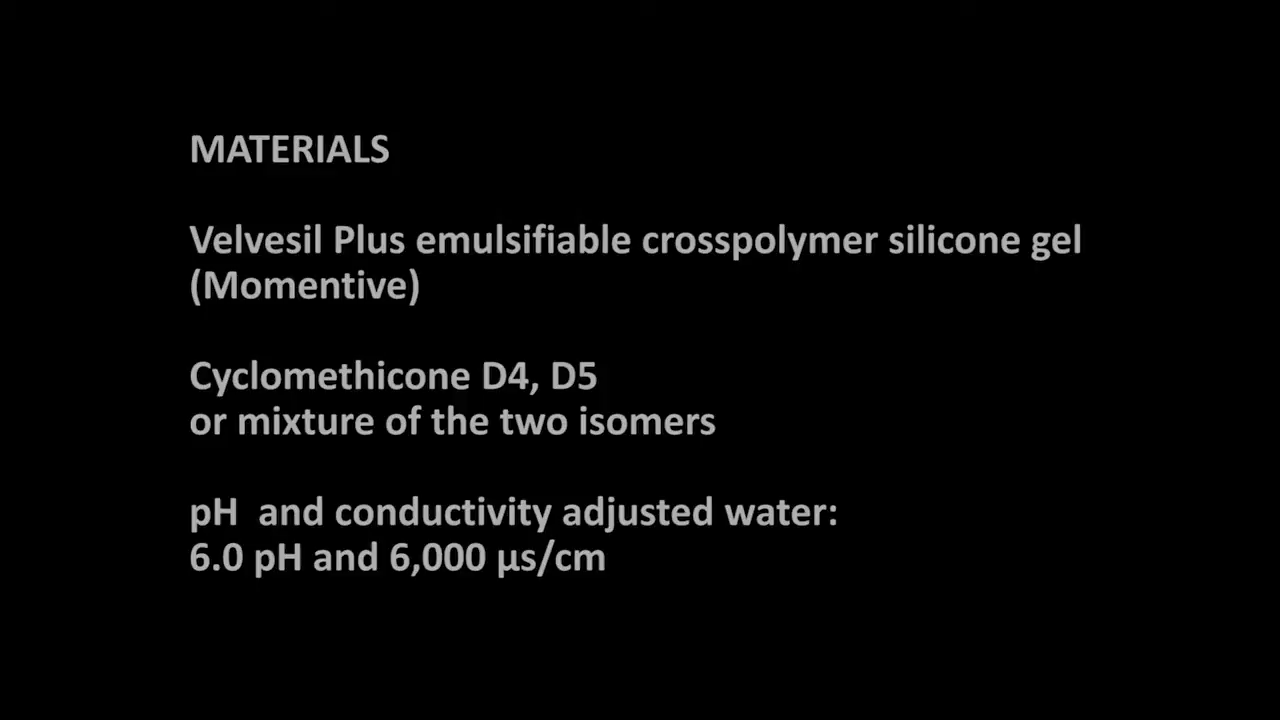 MATERIALS
Velvesil Plus emulsifiable crosspolymer silicone gel
(Momentive)
Cyclomethicone D4, D5
or mixture of the two isomers
pH  and conductivity adjusted water:
6.0 pH and 6,000 µs/cm